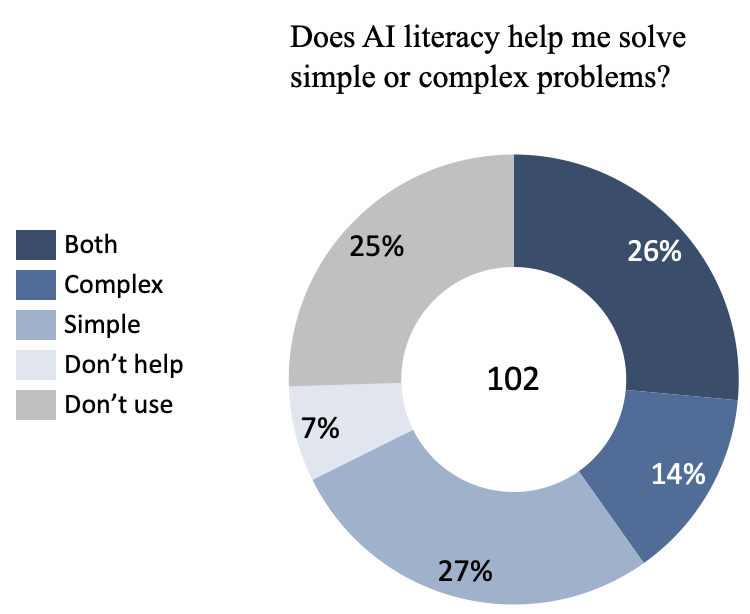 Does AI literacy help me solve
simple or complex problems?
Both
Complex
Simple
Don’t help
Don’t use
25%
26%
102
7%
14%
27%